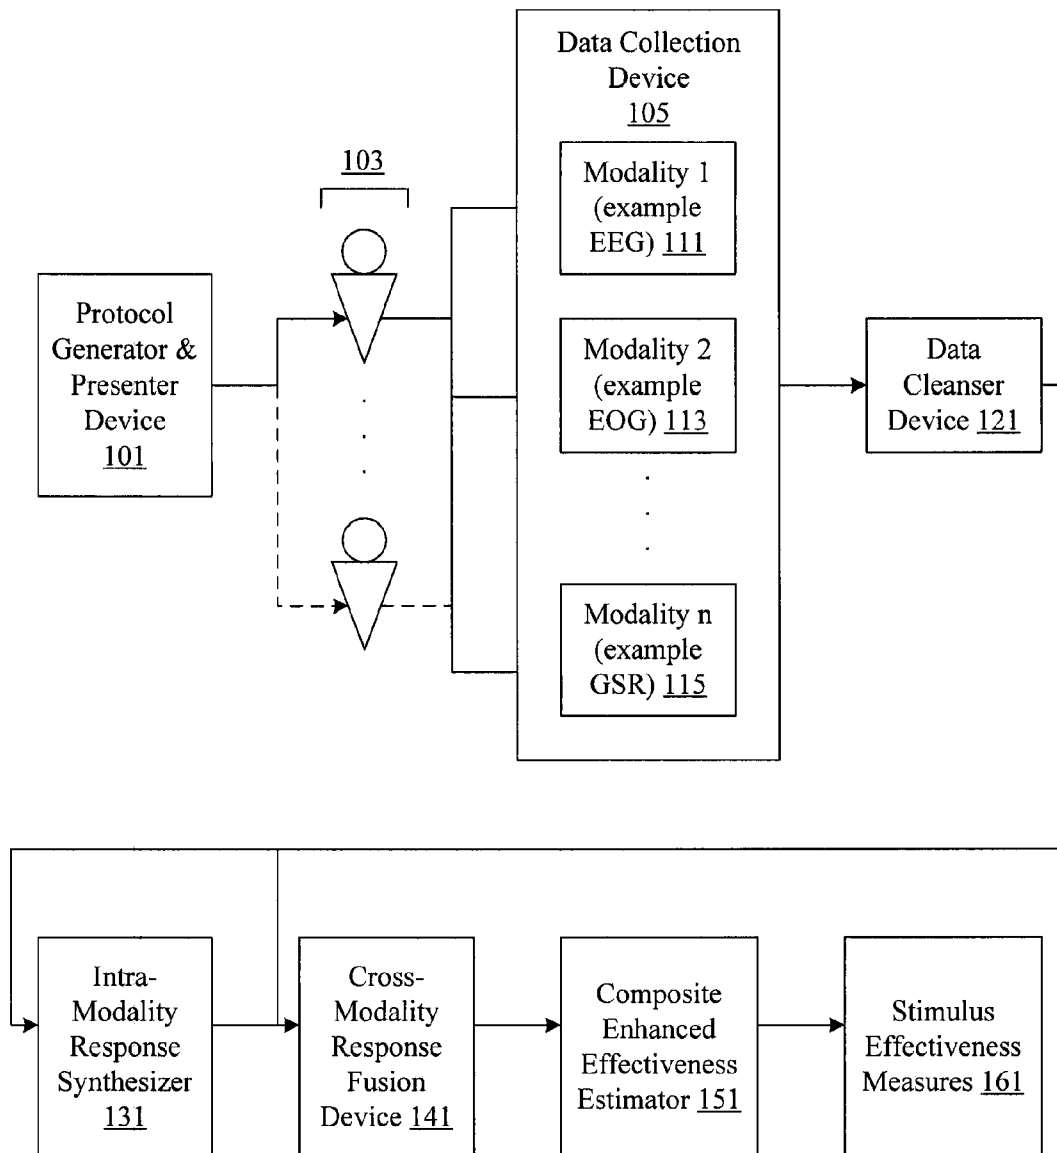 Data Collection
Device
105
103
Modality 1
(example
EEG) 111
Protocol
Generator &
Presenter
Device
101
Modality 2
(example
EOG) 113
Data
Cleanser
Device 121
Modality n
(example
GSR) 115
Intra-
Modality
Response
Synthesizer
131
Cross-
Modality
Response
Fusion
Device 141
Composite
Enhanced
Effectiveness
Estimator 151
Stimulus
Effectiveness
Measures 161